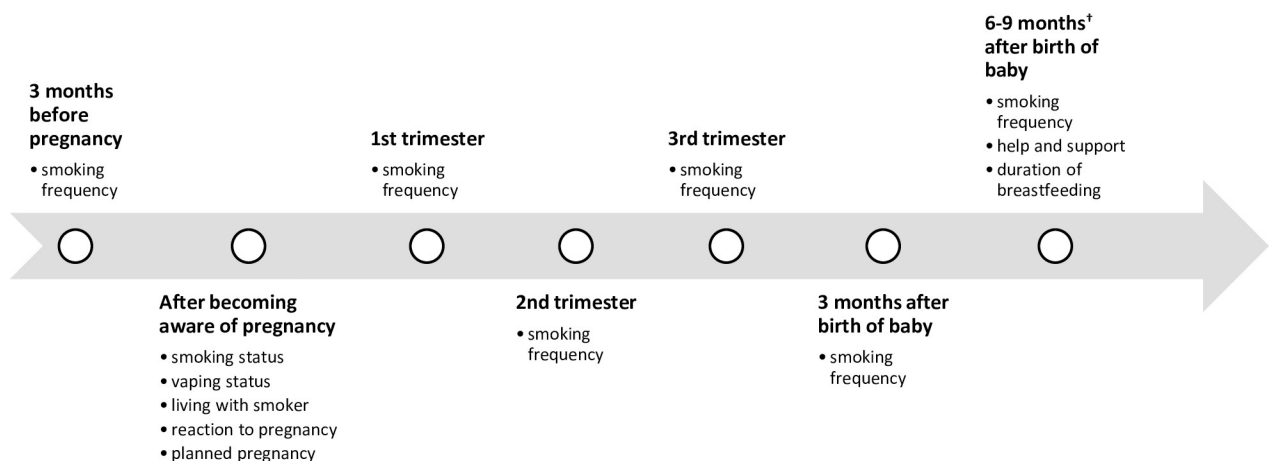 3 months
before
pregnancy
• smoking
frequency
After becoming
aware of pregnancy
• smoking status
• vaping status
• living with smoker
• reaction to pregnancy
• planned pregnancy
1st trimester
• smoking
frequency
2nd trimester
• smoking
frequency
3rd trimester
• smoking
frequency
3 months after
birth of baby
• smoking
frequency
6-9 months†
after birth of
baby
• smoking
frequency
• help and support
• duration of
breastfeeding